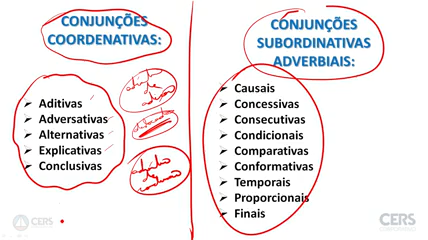 CONJUNÇÕES
COORDENATIVAS:
Aditivas
Adversativas
Alternativas
Explicativas
Conclusivas
CONJUNÇÕES
SUBORDINATIVAS
ADVERBIAIS:
Causais
Concessivas
Consecutivas
Condicionais
Comparativas
Conformativas
Temporais
Proporcionais
Finais
CERS
CERS